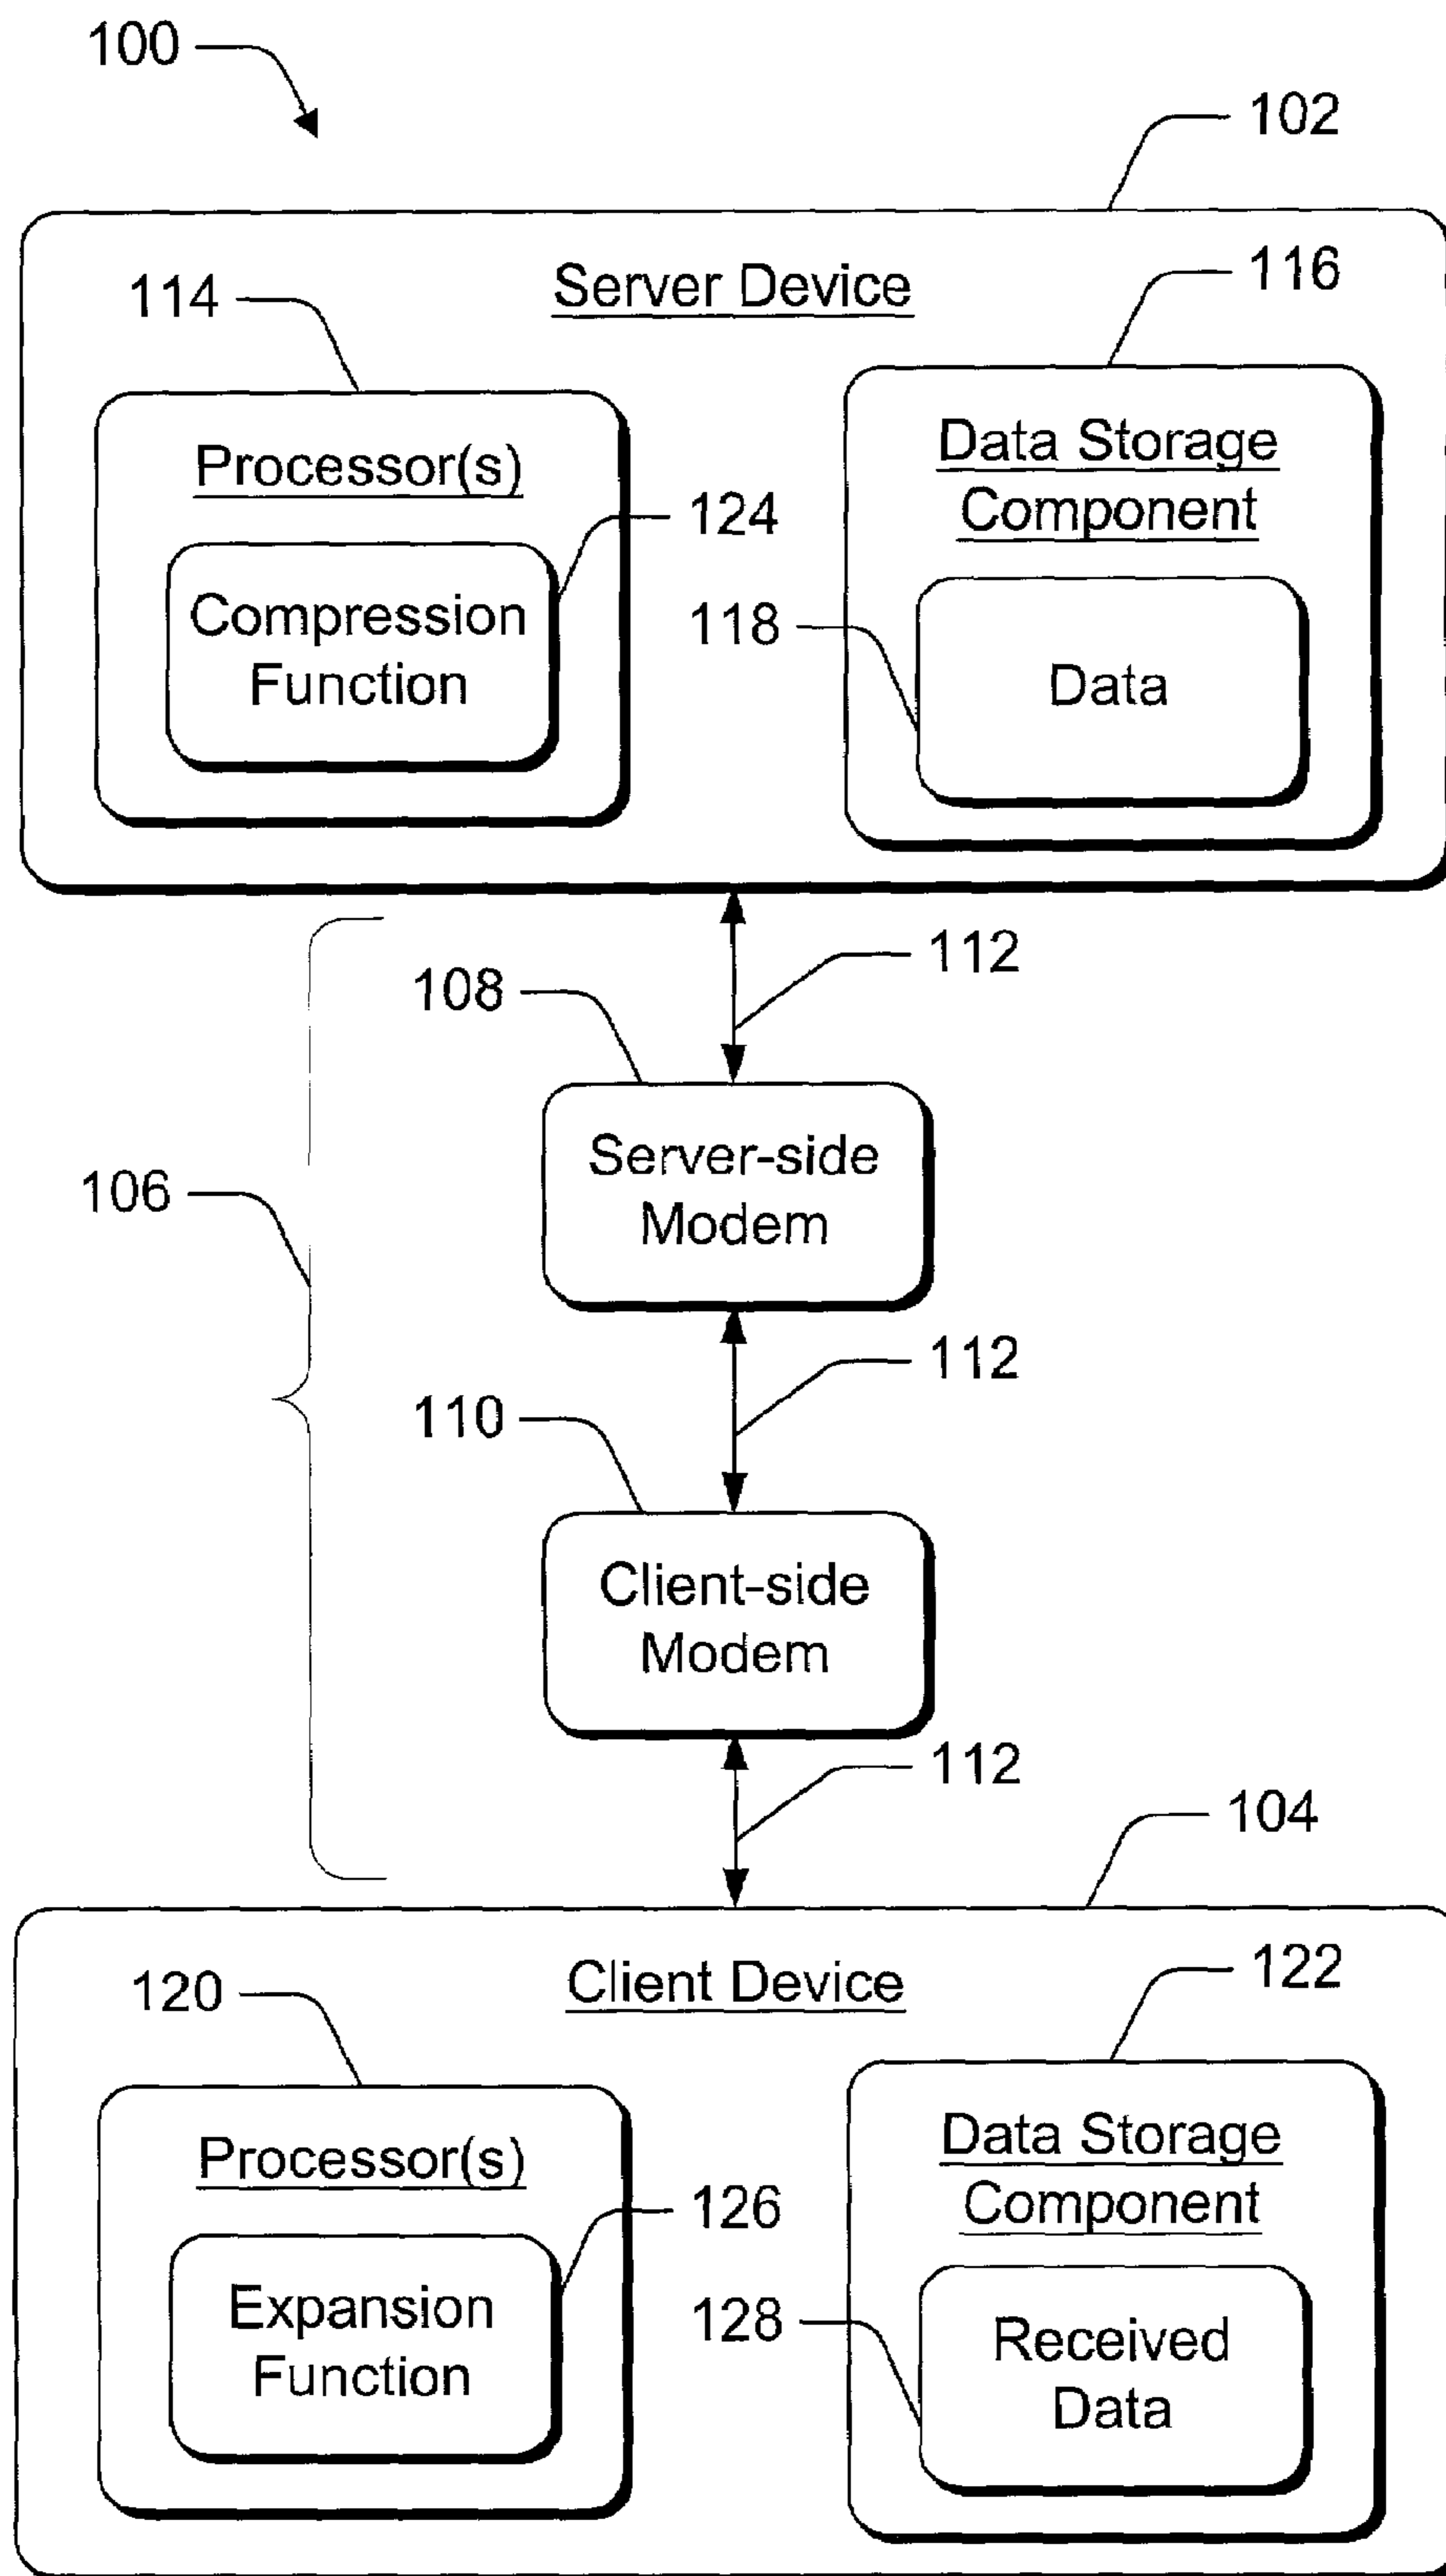 100
102
Server Device
114
116
Processor(s)
Data Storage
Component
124
Compression
Function
118
Data
112
108
Server-side
Modem
106
112
110
Client-side
Modem
112
104
Client Device
120
122
Processor(s)
Data Storage
Component
126
Expansion
Function
128
Received
Data